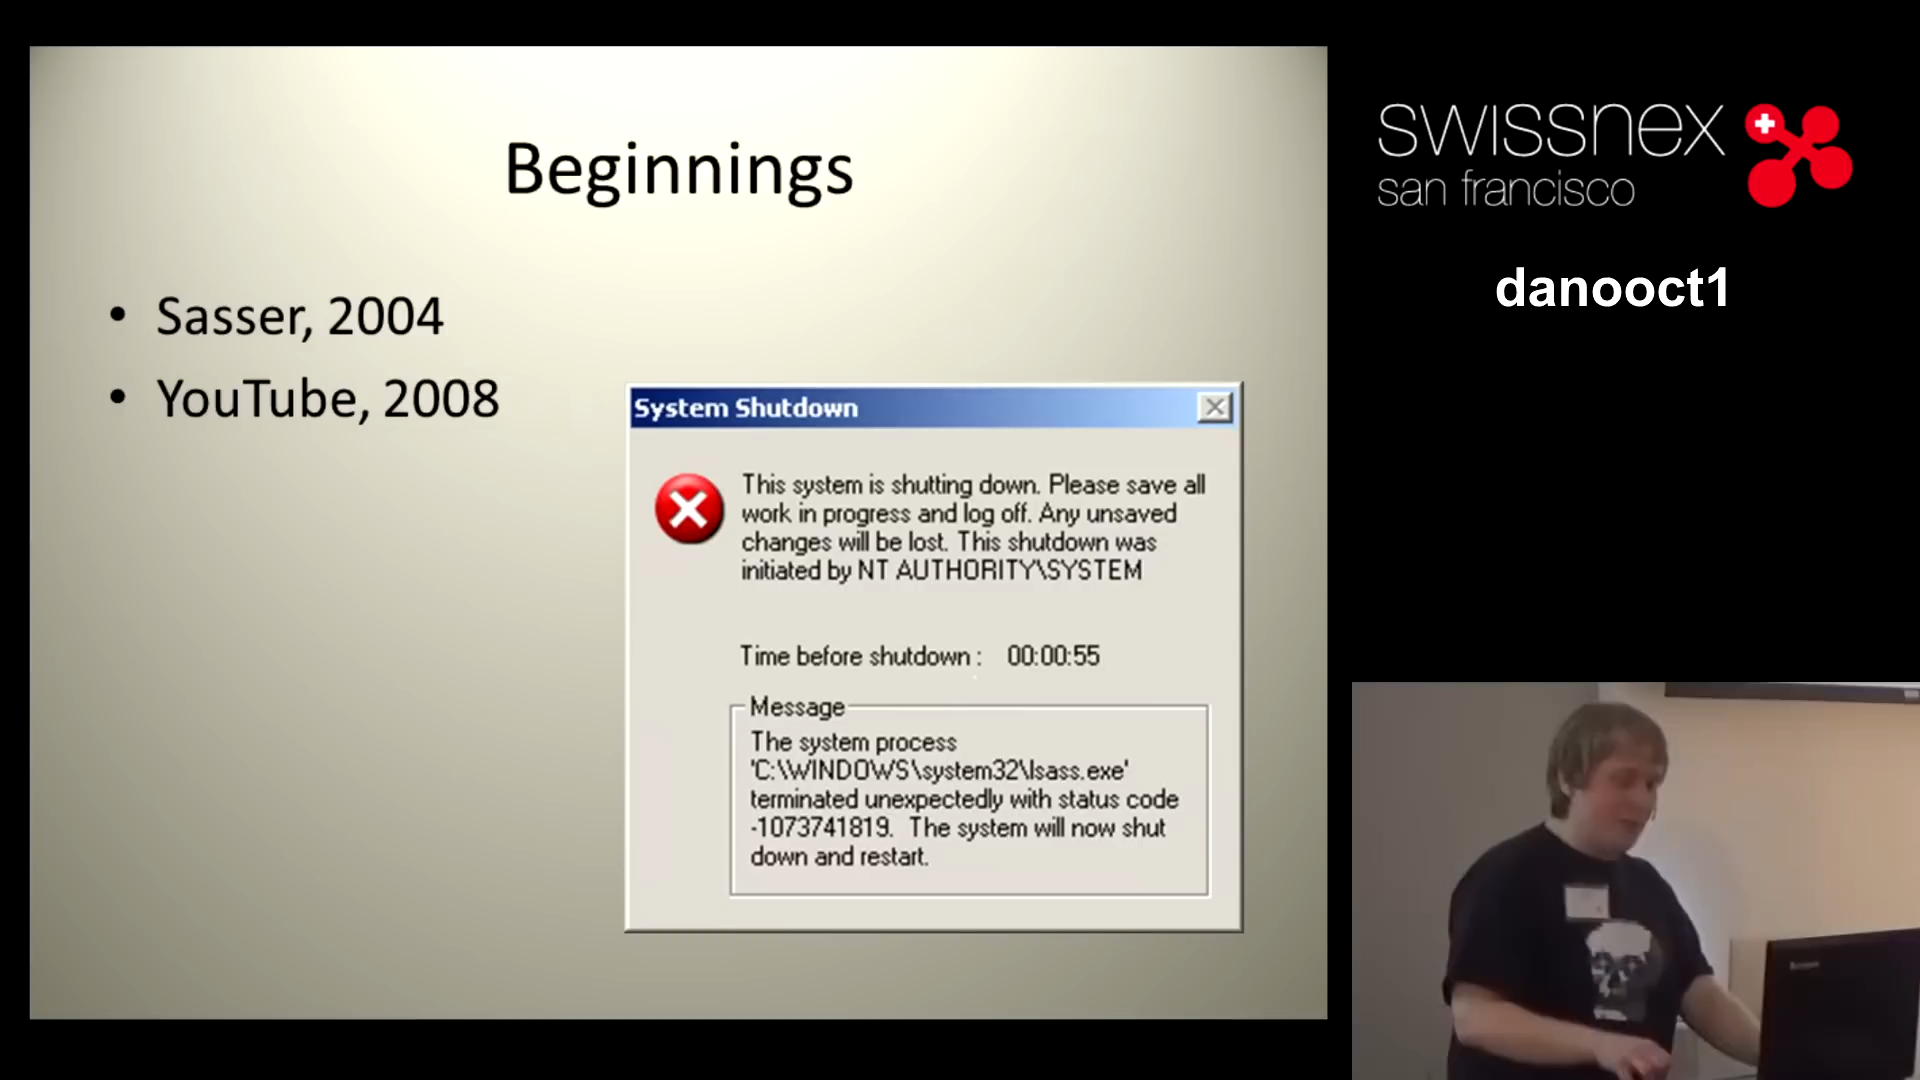 Beginnings
• Sasser, 2004
• YouTube, 2008
System Shutdown
This system is shutting down. Please save all
work in progress and log off. Any unsaved
changes will be lost. This shutdown was
initiated by NT AUTHORITY\SYSTEM
Time before shutdown : 00:00:55
Message
The system process
'C:\WINDOWS\system32\lsass.exe'
terminated unexpectedly with status code
-1073741819. The system will now shut
down and restart.
swissnex
san francisco
danooct1